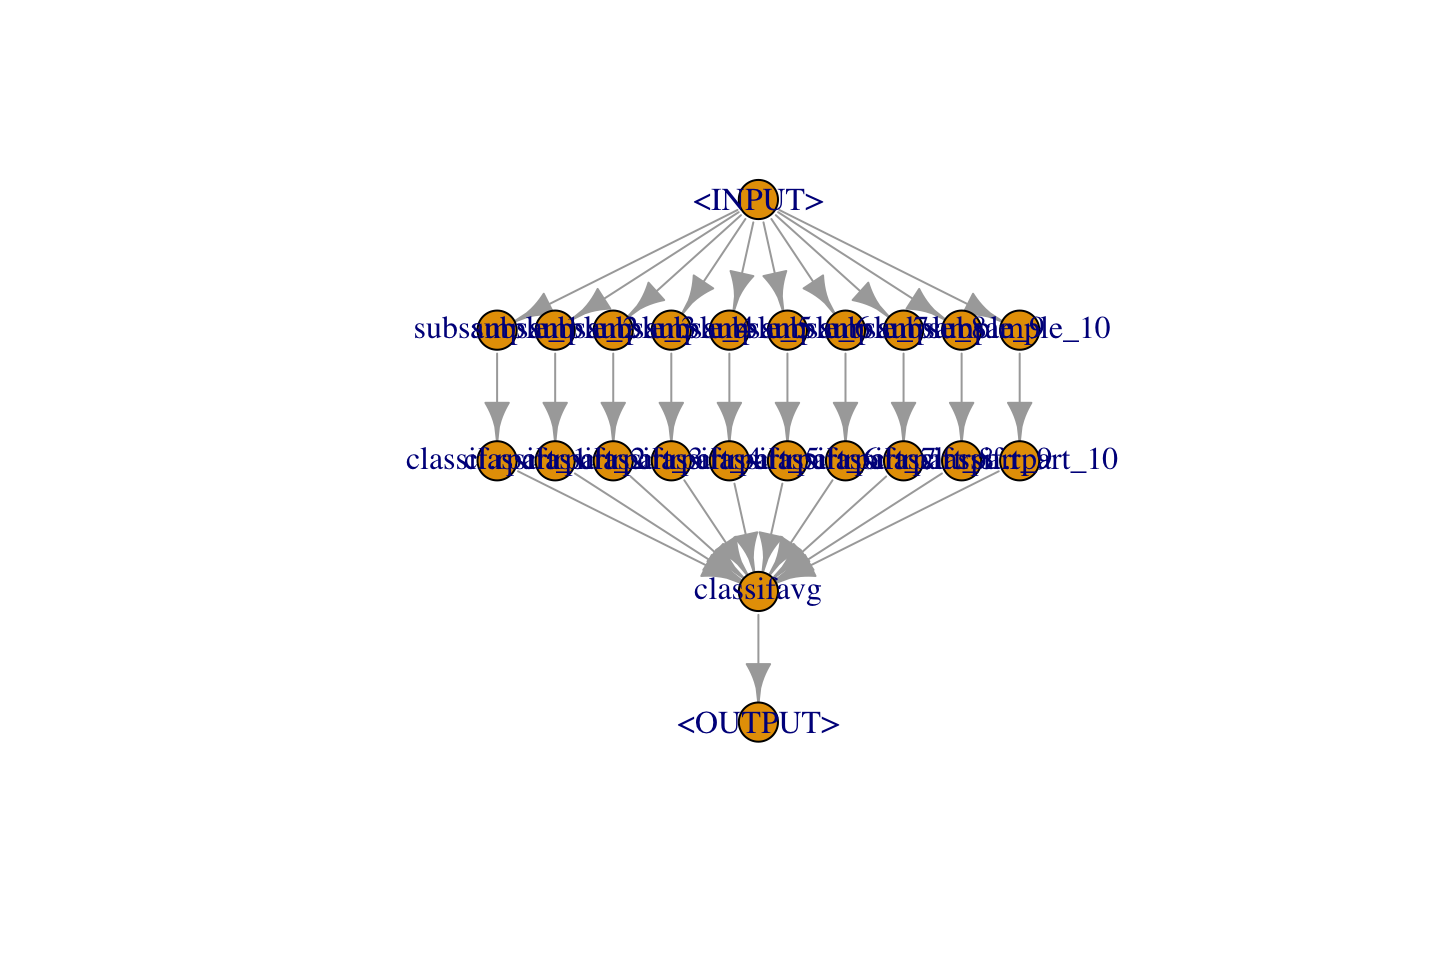 <INPUT>
subsample_1 subsample_2 subsample_3 subsample_4 subsample_5 subsample_6 subsample_7 subsample_8 subsample_9 subsample_10
classif.rpart_1 classif.rpart_2 classif.rpart_3 classif.rpart_4 classif.rpart_5 classif.rpart_6 classif.rpart_7 classif.rpart_8 classif.rpart_9 classif.rpart_10
classifavg
<OUTPUT>